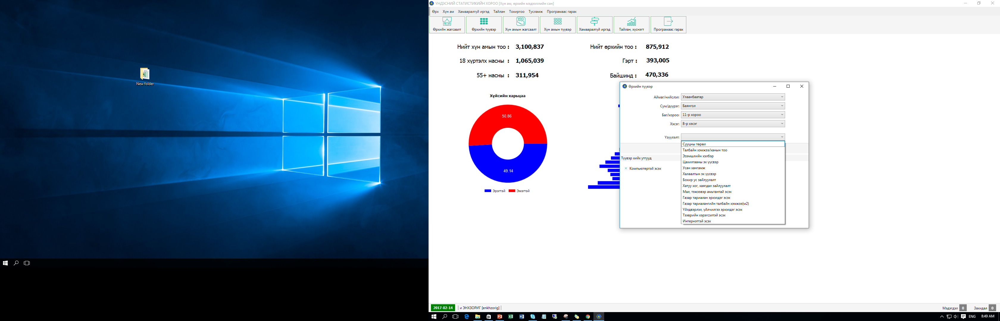 New folder
ҮНДЭСНИЙ СТАТИСТИКИЙН ХОРОО [Хүн ам, өрхийн мэдээллийн сан]
Өрх Хүн ам Хамааралгүй иргэд Тайлан Тохиргоо Тусламж Програмаас гарах
Өрхийн жагсаалт Өрхийн түүвэр Хүн амын жагсаалт Хүн амын түүвэр Хамааралгүй иргэд Тайлан, хүснэгт Програмаас гарах
Нийт хүн амын тоо : 3,100,837 Нийт өрхийн тоо : 875,912
18 хүртэлх насны : 1,065,039 Гэрт : 393,005
55+ насны : 311,954 Байшинд : 470,336
Хүйсийн харьцаа
50.86
49.14
Эрэгтэй Эмэгтэй
Өрхийн түүвэр
Аймаг/нийслэл: Улаанбаатар
Сум/дүүрэг: Баянгол
Баг/хороо: 11-р хороо
Хэсэг: 8-р хэсэг
Үзүүлэлт:
Сууцны төрөл
Талбайн хэмжээ/ханын тоо
Эзэмшлийн хэлбэр
Цахилгааны эх үүсвэр
Усан хангамж
Халаалтын эх үүсвэр
Бохир ус зайлуулалт
Хатуу хог, хаягдал зайлуулалт
Мал, тэжээвэр амьтантай эсэх
Газар тариалан эрхэлдэг эсэх
Газар тариалангийн талбайн хэмжээ(м2)
Үйлдвэрлэл, үйлчилгээ эрхэлдэг эсэх
Тээврийн хэрэгсэлтэй эсэх
Интернэттэй эсэх
Түүвэр хийх утгууд
Компьютертэй эсэх
2017-02-14 и ЭНХЗОРИГ [enkhzorig] Мэдэгдэл 0 Захидал 0
ENG 8:49 AM